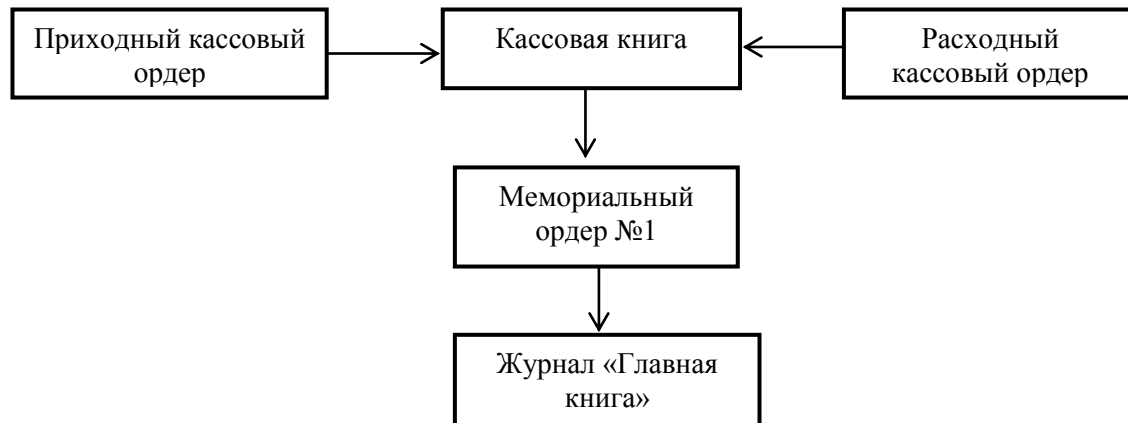 Приходный кассовый
ордер
Кассовая книга
Расходный
кассовый ордер
Мемориальный
ордер №1
Журнал «Главная
книга»